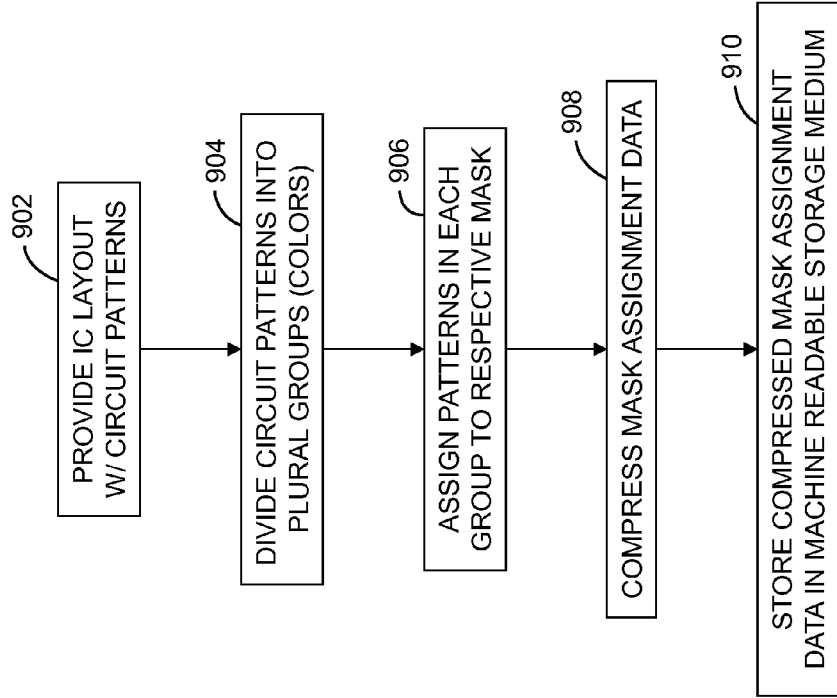 902
PROVIDE IC LAYOUT
W/ CIRCUIT PATTERNS
904
DIVIDE CIRCUIT PATTERNS INTO
PLURAL GROUPS (COLORS)
906
ASSIGN PATTERNS IN EACH
GROUP TO RESPECTIVE MASK
908
COMPRESS MASK ASSIGNMENT DATA
910
STORE COMPRESSED MASK ASSIGNMENT
DATA IN MACHINE READABLE STORAGE MEDIUM